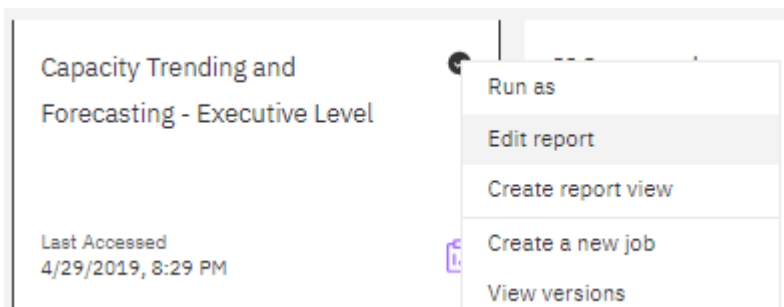 Capacity Trending and
Forecasting - Executive Level
Last Accessed
4/29/2019, 8:29 PM
Run as
Edit report
Create report view
Create a new job
View versions